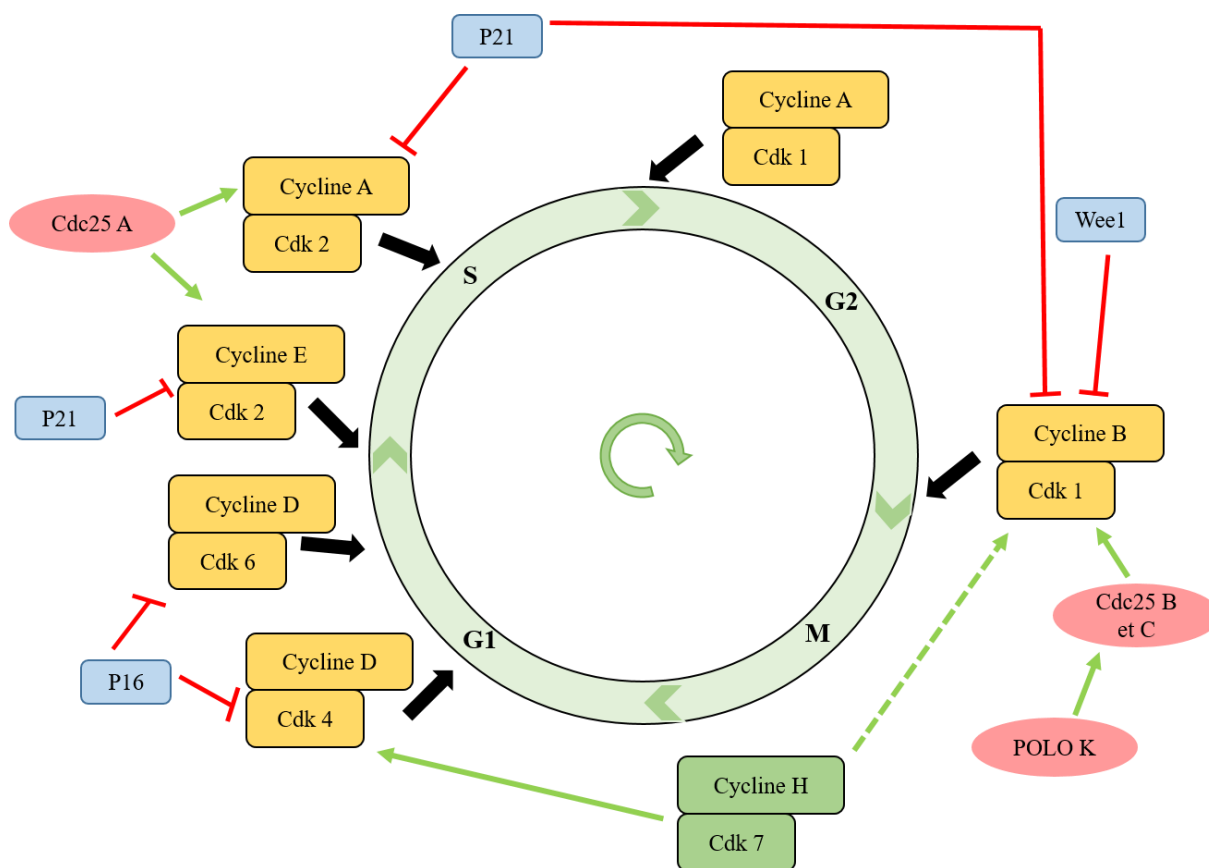 P21
Cycline A
Cdk 1
Cycline A
Cdk 2
Cdc25 A
Wee1
S
G2
Cycline E
Cdk 2
P21
Cycline B
Cdk 1
Cycline D
Cdk 6
Cdc25 B
et C
M
G1
Cycline D
Cdk 4
P16
POLO K
Cycline H
Cdk 7